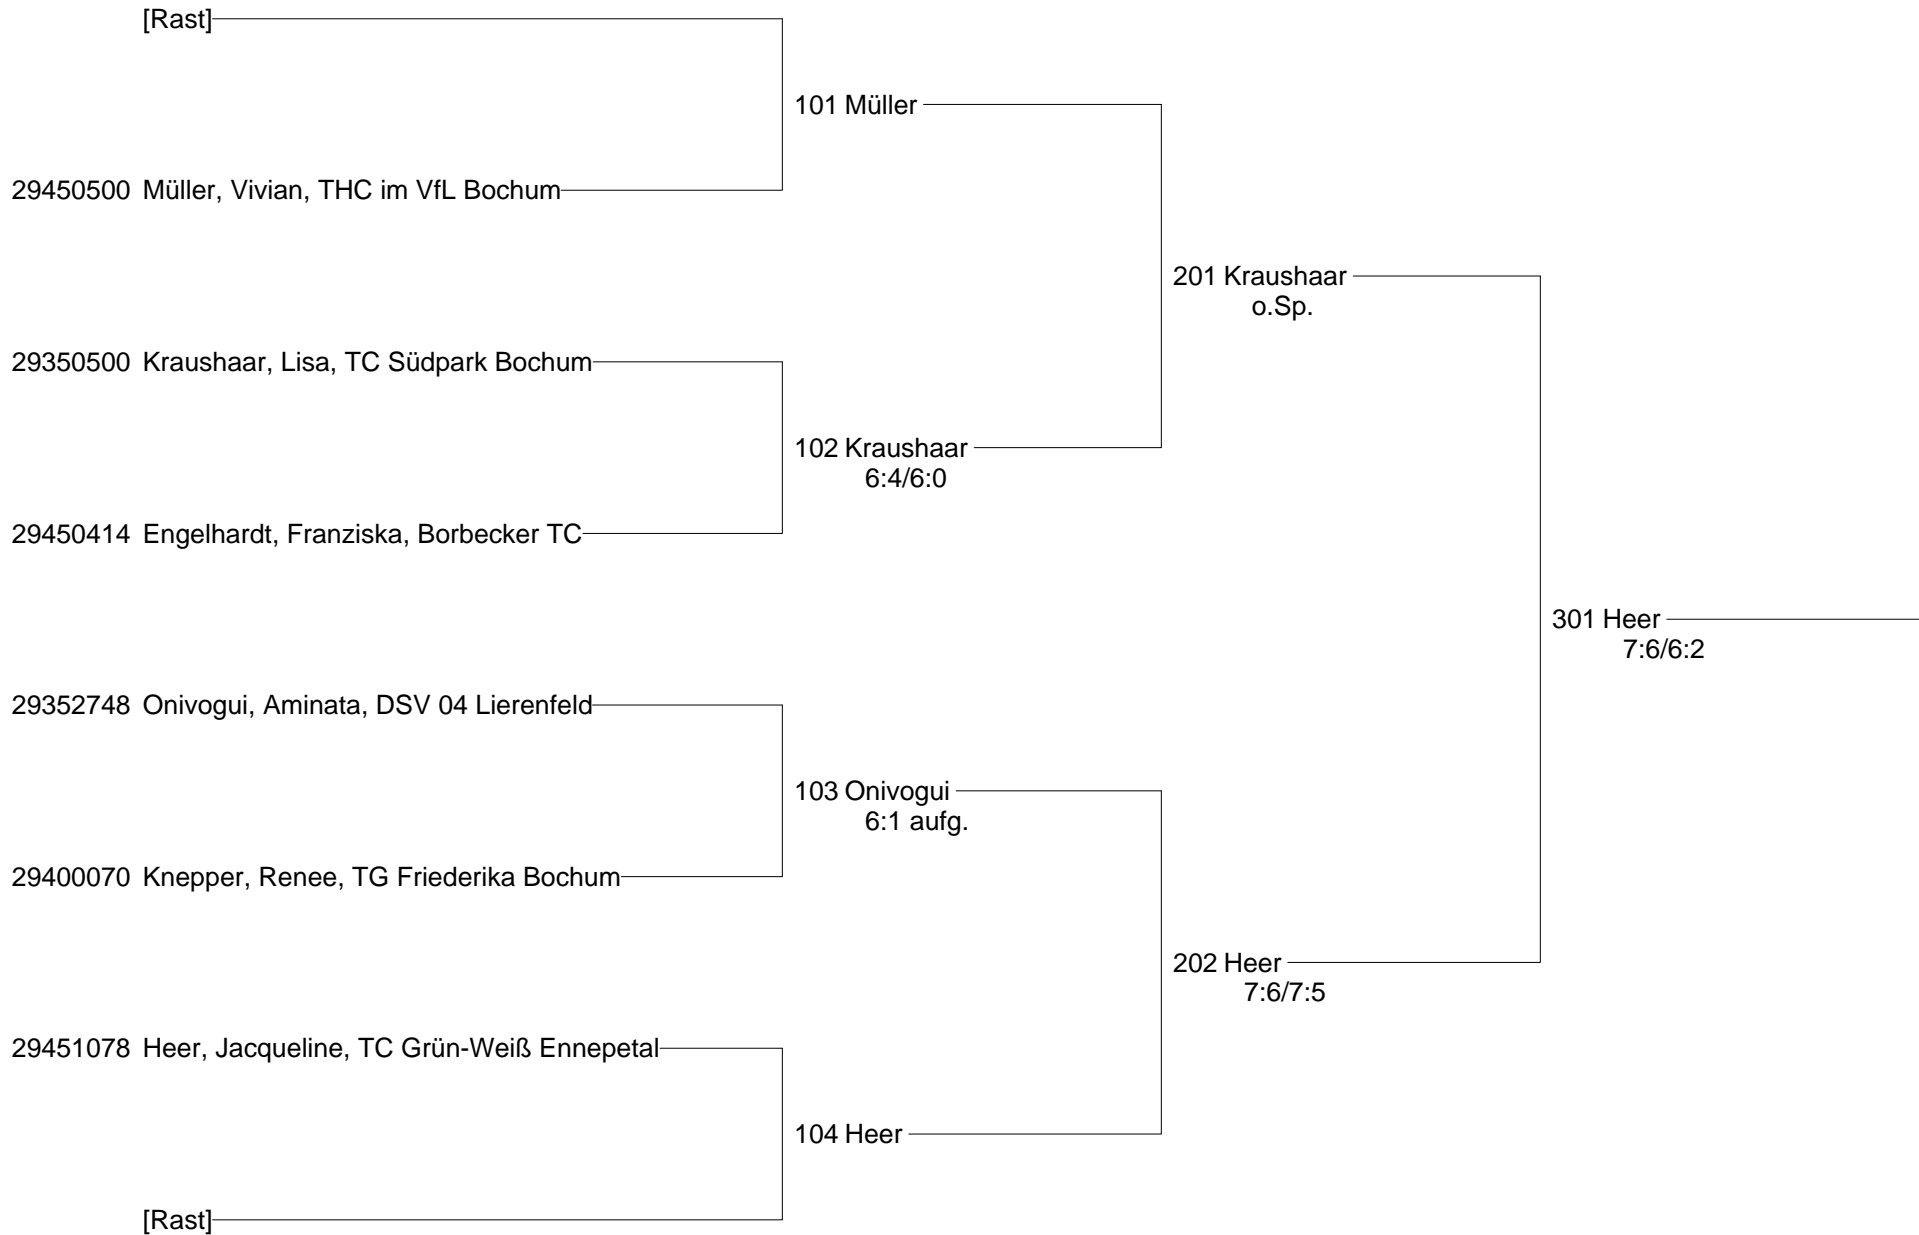 [Rast]
101 Müller
29450500 Müller, Vivian, THC im VfL Bochum
201 Kraushaar
o.Sp.
29350500 Kraushaar, Lisa, TC Südpark Bochum
102 Kraushaar
6:4/6:0
29450414 Engelhardt, Franziska, Borbecker TC
301 Heer
7:6/6:2
29352748 Onivogui, Aminata, DSV 04 Lierenfeld
103 Onivogui
6:1 aufg.
29400070 Knepper, Renee, TG Friederika Bochum
202 Heer
7:6/7:5
29451078 Heer, Jacqueline, TC Grün-Weiß Ennepetal
104 Heer
[Rast]